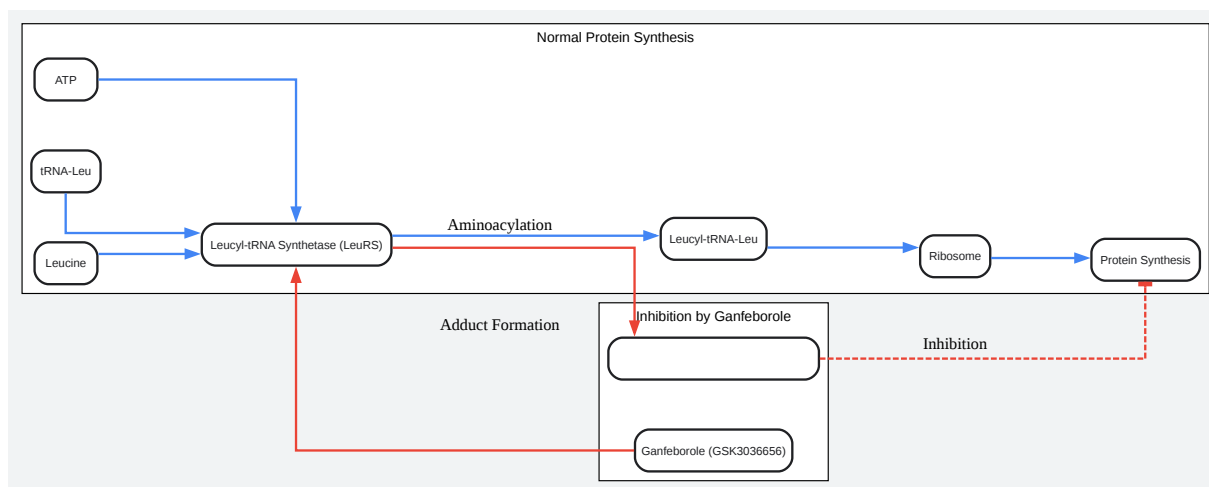 Normal Protein Synthesis
ATP
tRNA-Leu
Leucine
Leucyl-tRNA Synthetase (LeuRS)
Aminoacylation
Leucyl-tRNA-Leu
Ribosome
Protein Synthesis
Adduct Formation
Inhibition by Ganfeborole
Inhibition
Ganfeborole (GSK3036656)